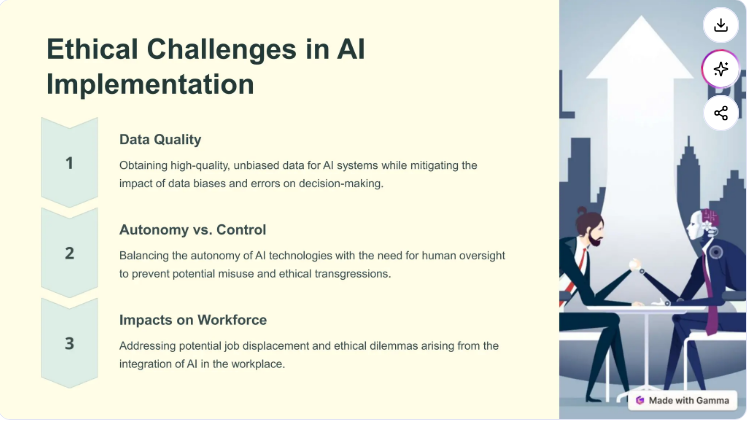 Ethical Challenges in AI
Implementation
1
Data Quality
Obtaining high-quality, unbiased data for AI systems while mitigating the
impact of data biases and errors on decision-making.
2
Autonomy vs. Control
Balancing the autonomy of AI technologies with the need for human oversight
to prevent potential misuse and ethical transgressions.
3
Impacts on Workforce
Addressing potential job displacement and ethical dilemmas arising from the
integration of AI in the workplace.
Made with Gamma